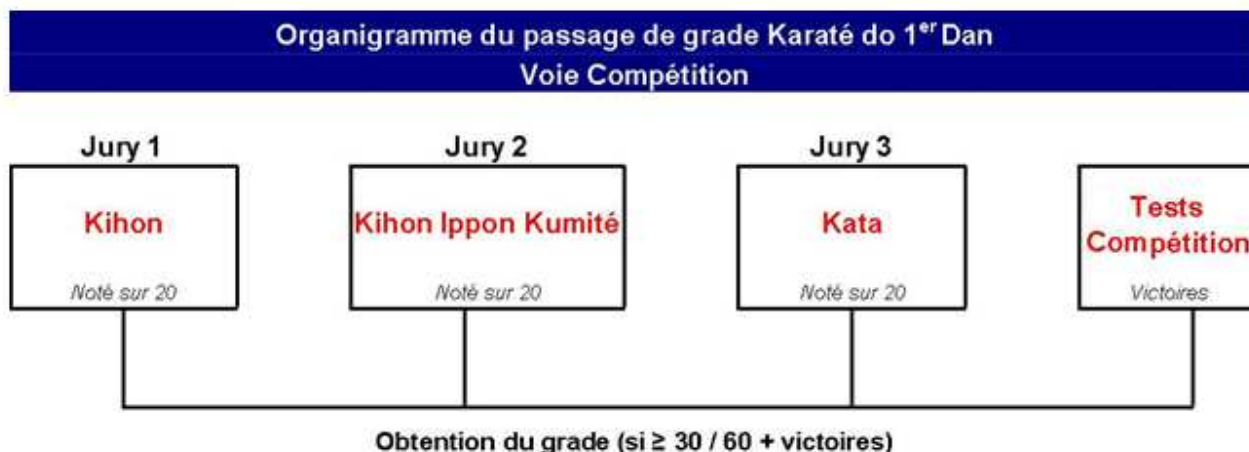 Organigramme du passage de grade Karaté do 1er Dan
Voie Compétition
Jury 1
Jury 2
Jury 3
Kihon
Noté sur 20
Kihon Ippon Kumité
Noté sur 20
Kata
Noté sur 20
Tests
Compétition
Victoires
Obtention du grade (si ≥ 30 / 60 + victoires)